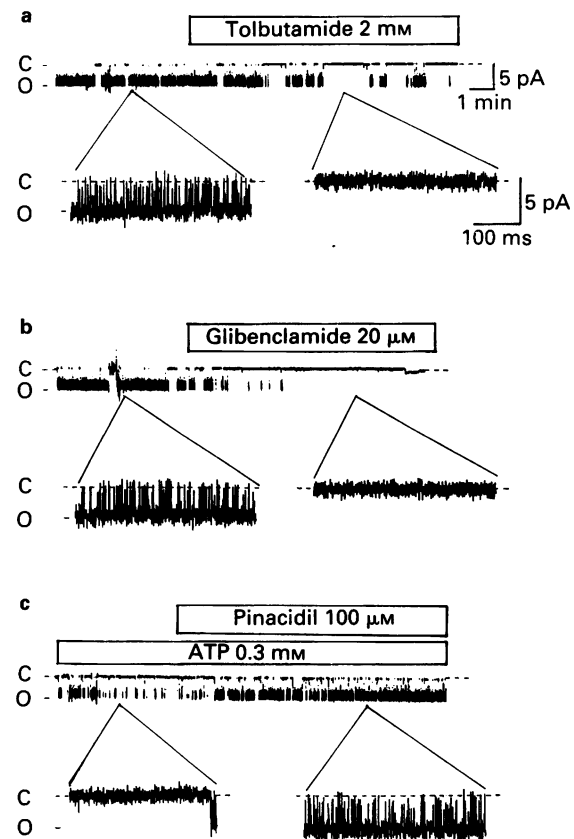 a
Tolbutamide 2 mM
C
O
5 pA
1 min
C
O
5 pA
100 ms
b
Glibenclamide 20 μM
C
O
C
O
c
Pinacidil 100 μM
ATP 0.3 mM
C
O
C
O